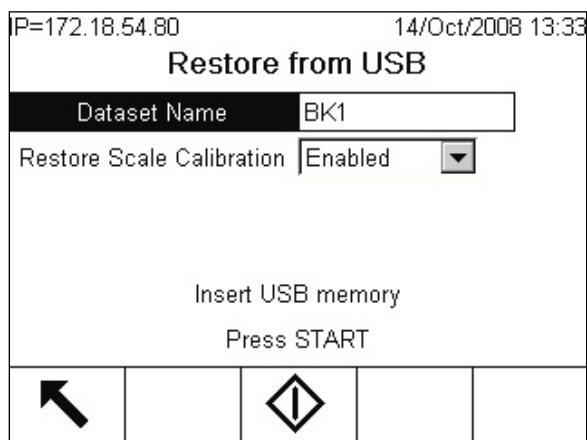 IP=172.18.54.80 14/Oct/2008 13:33
Restore from USB
Dataset Name BK1
Restore Scale Calibration Enabled
Insert USB memory
Press START